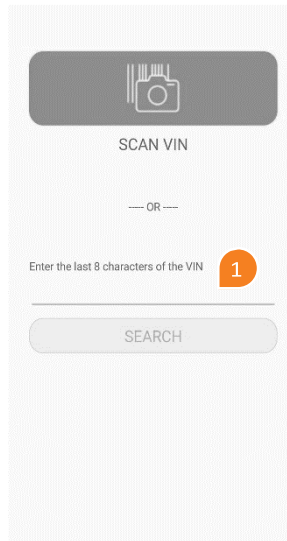 SCAN VIN
---- OR ----
Enter the last 8 characters of the VIN
1
SEARCH